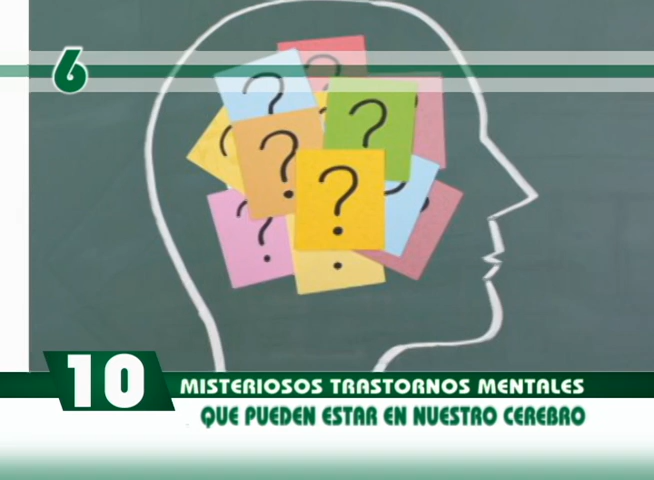 6
? ? ? ? ? ? ?
10
MISTERIOSOS TRASTORNOS MENTALES
QUE PUEDEN ESTAR EN NUESTRO CEREBRO